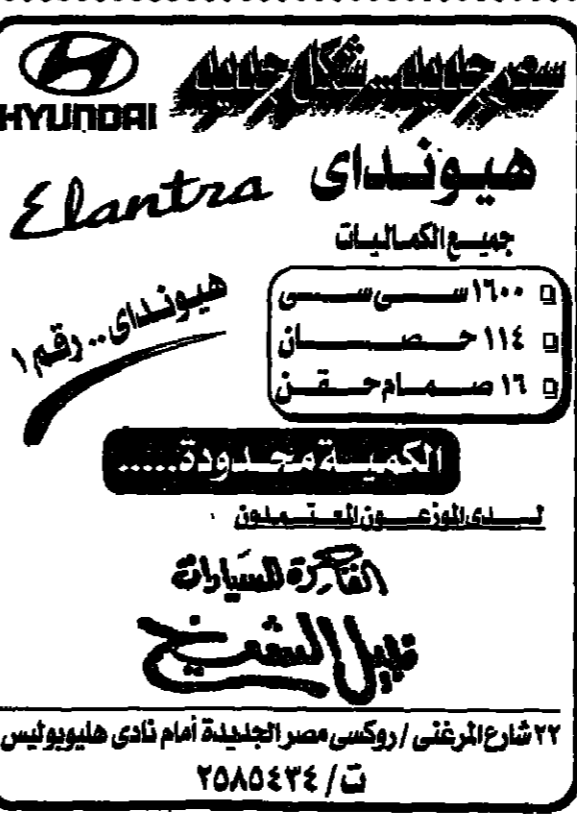 HYUNDAI
سعر جديد...شكل جديد
هيونداى
Elantra
جميع الكماليات
١٦٠٠ سى سى
١١٤ حصان
١٦ صمام حقن
هيونداى .. رقم ١
الكمية محدودة.....
لدى الموزعون المعتمدون
للسيارات
نبيل الشيخ
٢٢ شارع المرغنى / روكسى مصر الجديدة أمام نادى هليوبوليس
ت / ٢٥٨٥٤٣٤